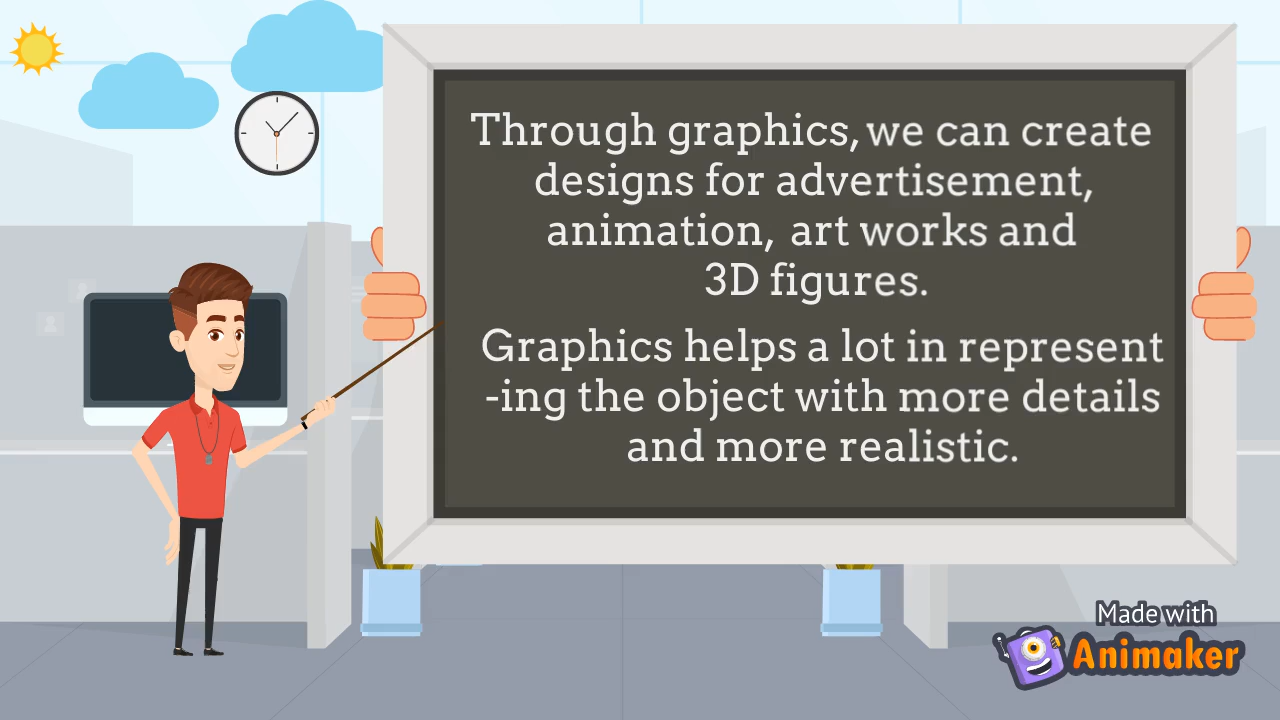 Through graphics, we can create
designs for advertisement,
animation, art works and
3D figures.
Graphics helps a lot in represent
-ing the object with more details
and more realistic.
Made with
Animaker